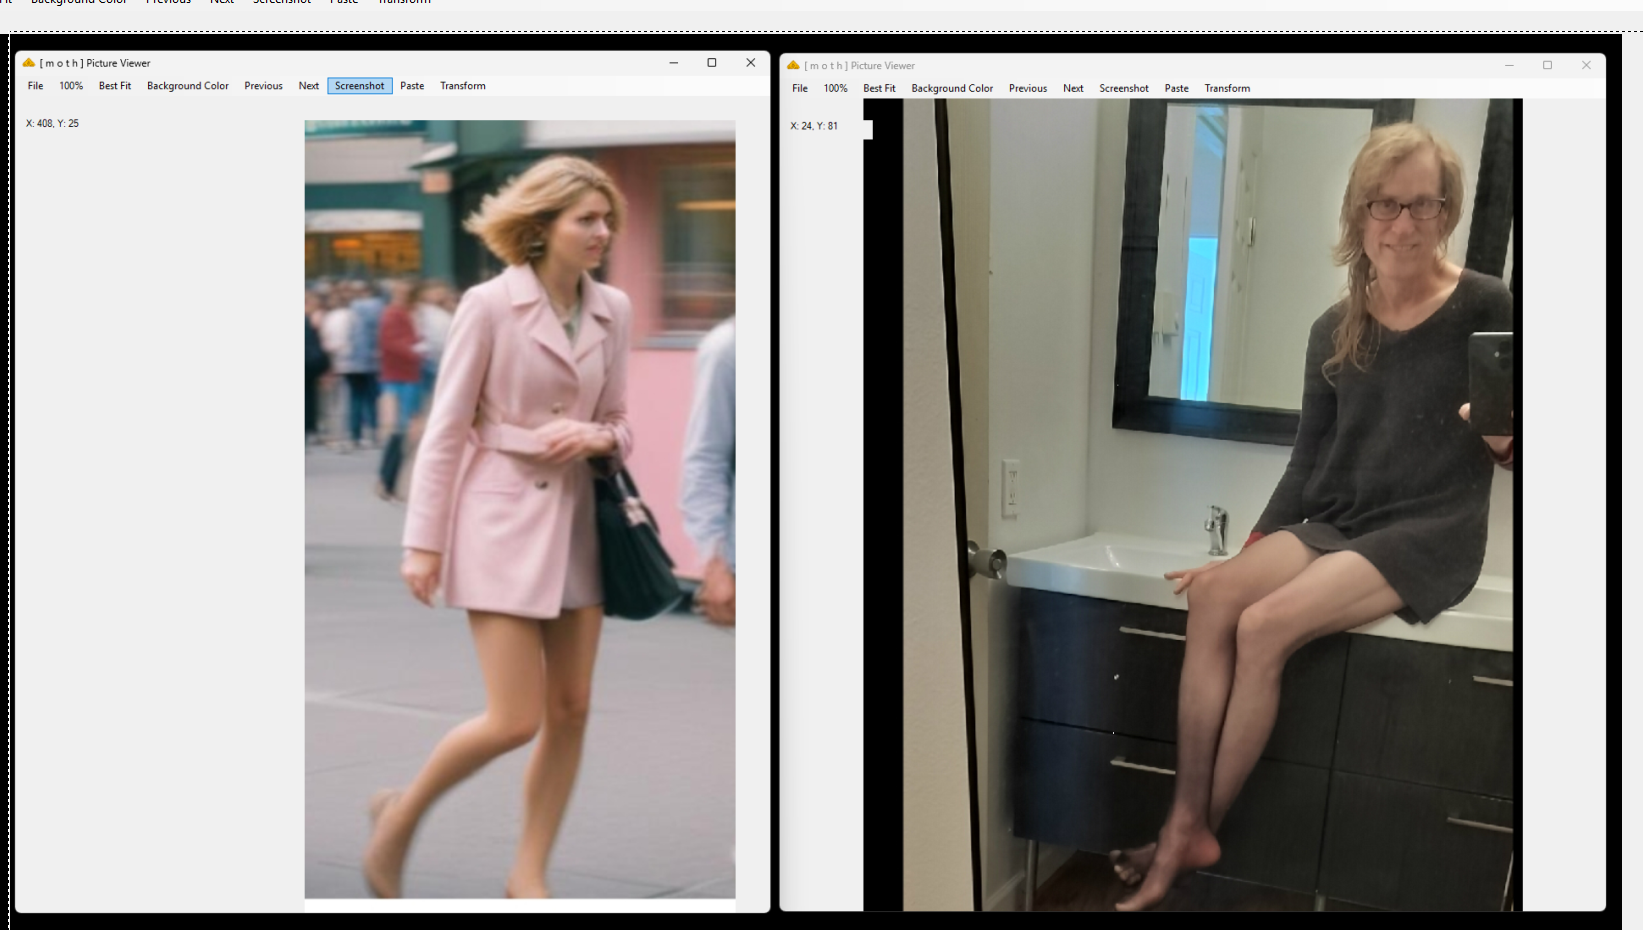 Background Color Previous Next Screenshot Paste Transform
[ m o t h ] Picture Viewer
File 100% Best Fit Background Color Previous Next Screenshot Paste Transform
X: 408, Y: 25
[ m o t h ] Picture Viewer
File 100% Best Fit Background Color Previous Next Screenshot Paste Transform
X: 24, Y: 81